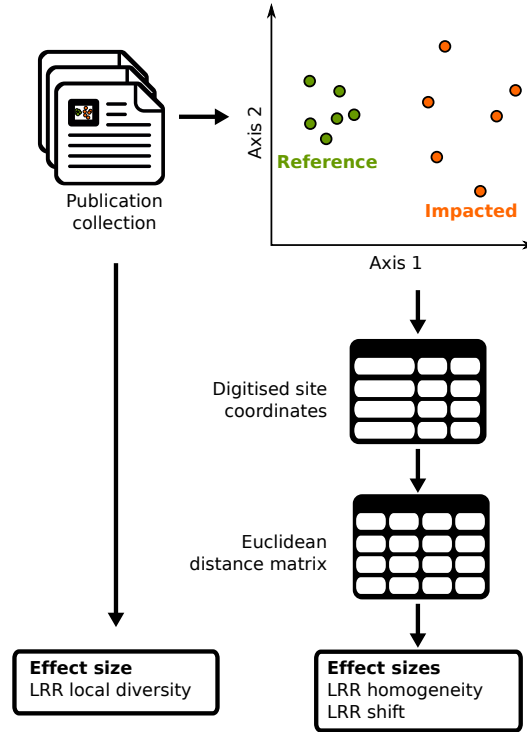 Axis 2
Reference
Impacted
Axis 1
Publication
collection
Digitised site
coordinates
Euclidean
distance matrix
Effect size
LRR local diversity
Effect sizes
LRR homogeneity
LRR shift